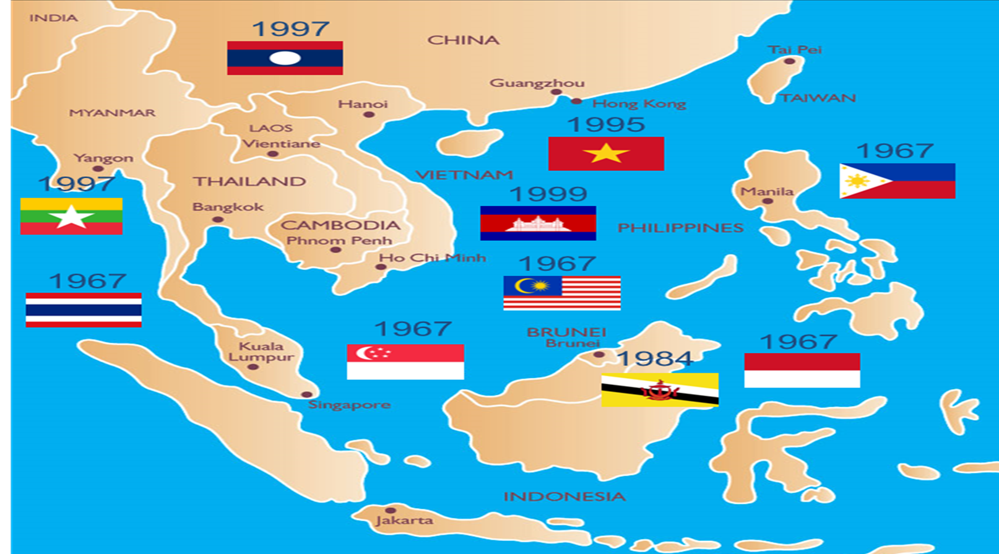 INDIA
1997
CHINA
Tai Pei
Guangzhou
Hong Kong
TAIWAN
Hanoi
MYANMAR
LAOS
1995
Vientiane
Yangon
1967
VIETNAM
THAILAND
1997
Manila
1999
Bangkok
CAMBODIA
PHILIPPINES
Phnom Penh
Ho Chi Minh
1967
1967
1967
BRUNEI
Brunei
1967
Kuala
Lumpur
1984
Singapore
INDONESIA
Jakarta